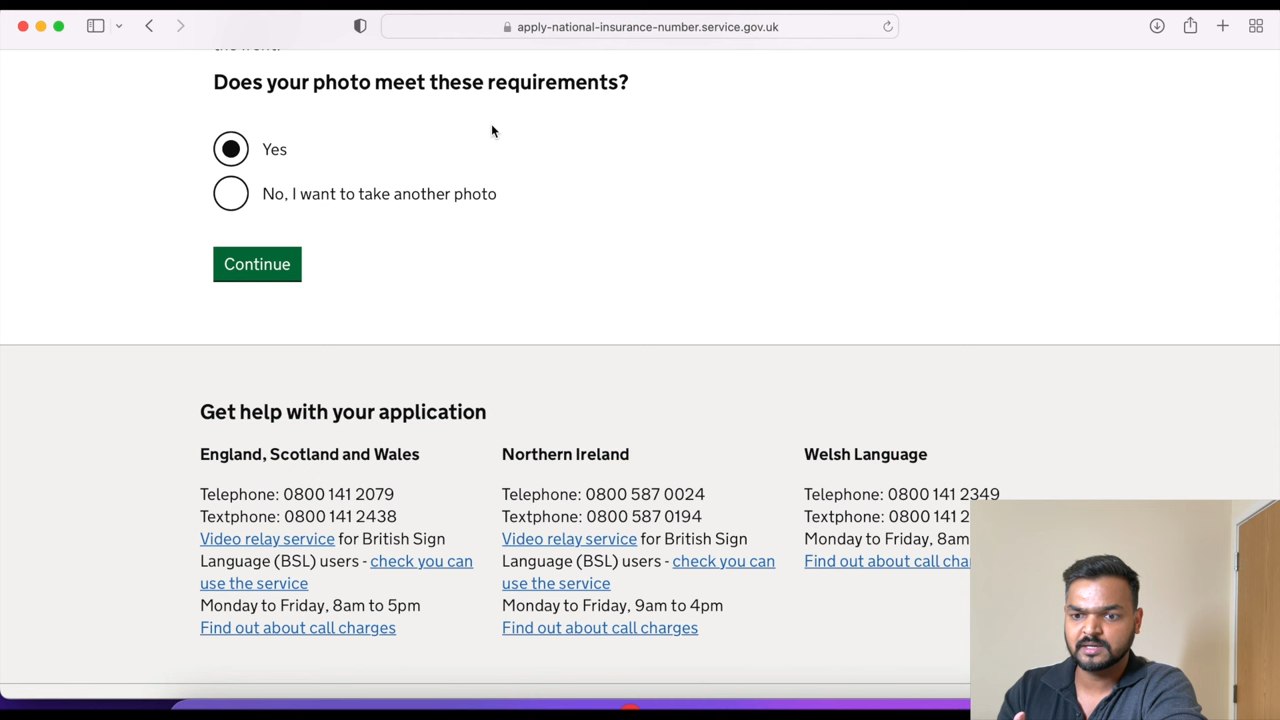 apply-national-insurance-number.service.gov.uk
Does your photo meet these requirements?
Yes
No, I want to take another photo
Continue
Get help with your application
England, Scotland and Wales
Telephone: 0800 141 2079
Textphone: 0800 141 2438
Video relay service for British Sign
Language (BSL) users - check you can
use the service
Monday to Friday, 8am to 5pm
Find out about call charges
Northern Ireland
Telephone: 0800 587 0024
Textphone: 0800 587 0194
Video relay service for British Sign
Language (BSL) users - check you can
use the service
Monday to Friday, 9am to 4pm
Find out about call charges
Welsh Language
Telephone: 0800 141 2349
Textphone: 0800 141 2
Monday to Friday, 8am
Find out about call cha